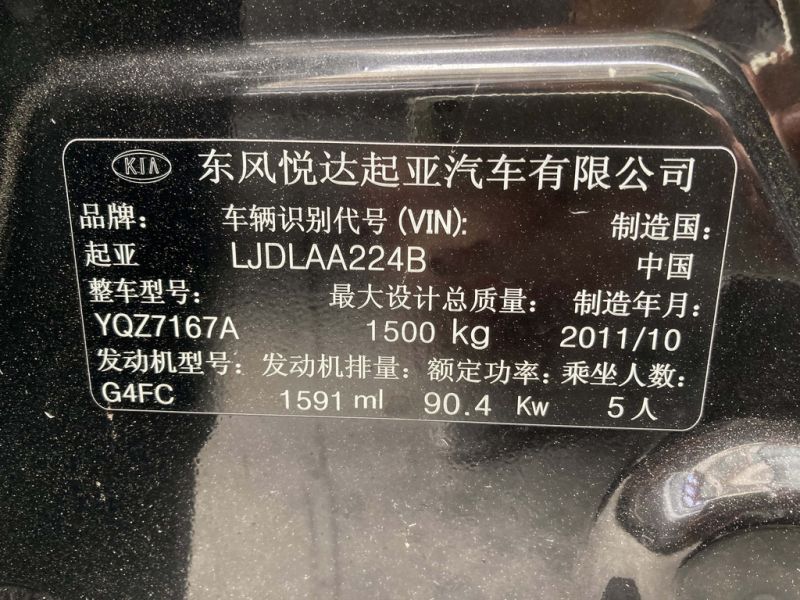 KIA 东风悦达起亚汽车有限公司
品牌: 车辆识别代号(VIN): 制造国:
起亚 LJDLAA224B 中国
整车型号: 最大设计总质量: 制造年月:
YQZ7167A 1500 kg 2011/10
发动机型号: 发动机排量: 额定功率: 乘坐人数:
G4FC 1591 ml 90.4 Kw 5人